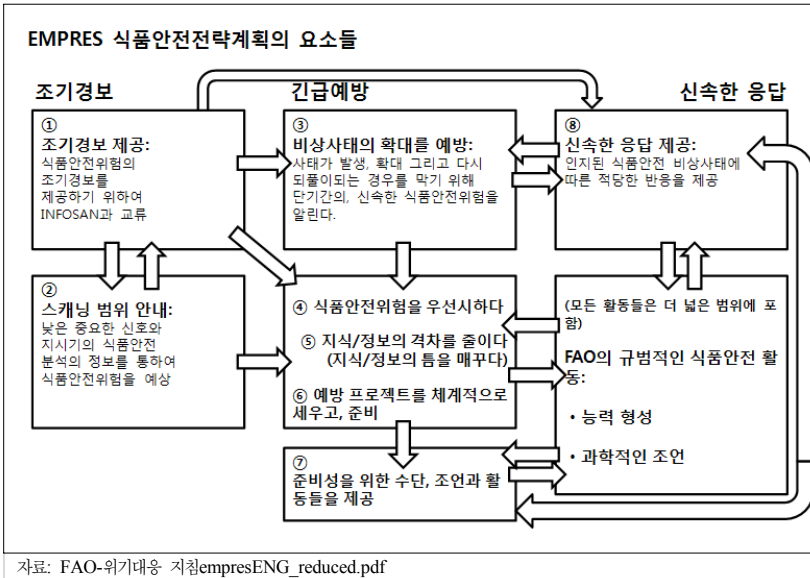 EMPRES 식품안전전략계획의 요소들
조기경보
긴급예방
신속한 응답
①
조기경보 제공:
식품안전위험의
조기경보를
제공하기 위하여
INFOSAN과 교류
③
비상사태의 확대를 예방:
사태가 발생, 확대 그리고 다시
되풀이되는 경우를 막기 위해
단기간의, 신속한 식품안전위험을
알린다.
⑧
신속한 응답 제공:
인지된 식품안전 비상사태에
따른 적당한 반응을 제공
②
스캐닝 범위 안내:
낮은 중요한 신호와
지시기의 식품안전
분석의 정보를 통하여
식품안전위험을 예상
④ 식품안전위험을 우선시하다
⑤ 지식/정보의 격차를 줄이다
(지식/정보의 틈을 매꾸다)
⑥ 예방 프로젝트를 체계적으로
세우고, 준비
(모든 활동들은 더 넓은 범위에 포
함)
FAO의 규범적인 식품안전 활
동:
• 능력 형성
• 과학적인 조언
⑦
준비성을 위한 수단, 조언과 활
동들을 제공
자료: FAO-위기대응 지침empresENG_reduced.pdf